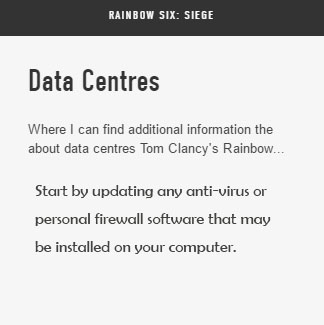 RAINBOW SIX: SIEGE
Data Centres
Where I can find additional information the
about data centres Tom Clancy's Rainbow...
Start by updating any anti-virus or
personal firewall software that may
be installed on your computer.